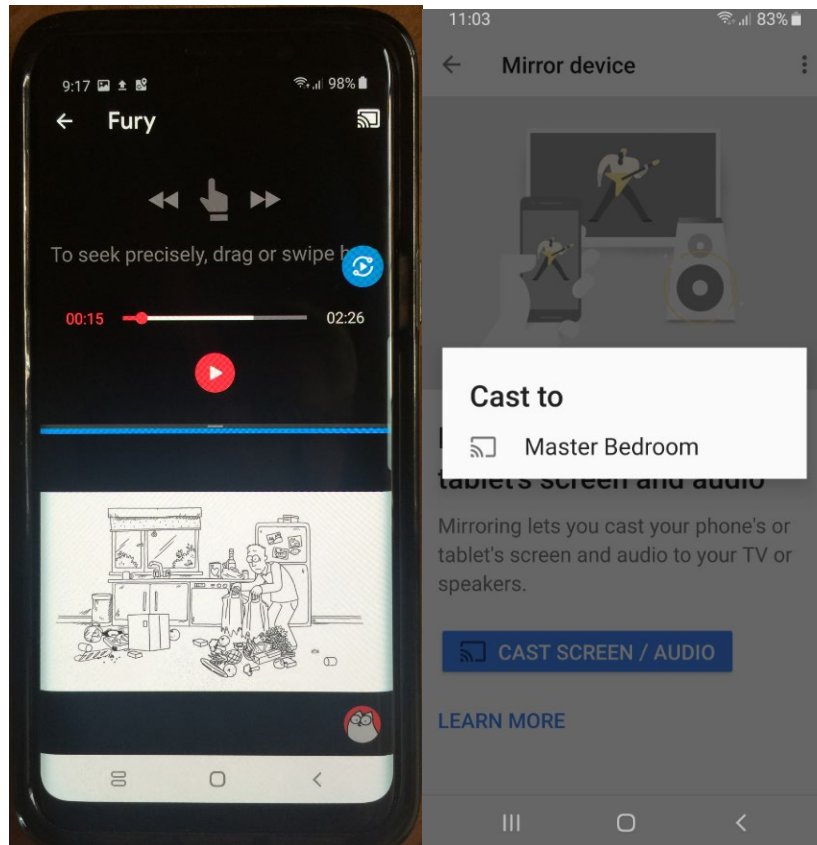 9:17 98%
Fury
To seek precisely, drag or swipe
00:15 02:26
11:03 83%
Mirror device
Cast to
Master Bedroom
tablet's screen and audio
Mirroring lets you cast your phone's or
tablet's screen and audio to your TV or
speakers.
CAST SCREEN / AUDIO
LEARN MORE